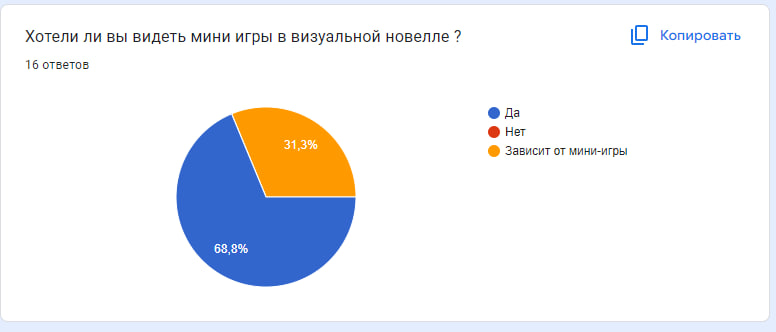 Хотели ли вы видеть мини игры в визуальной новелле ?
Копировать
16 ответов
Да
Нет
Зависит от мини-игры
31,3%
68,8%